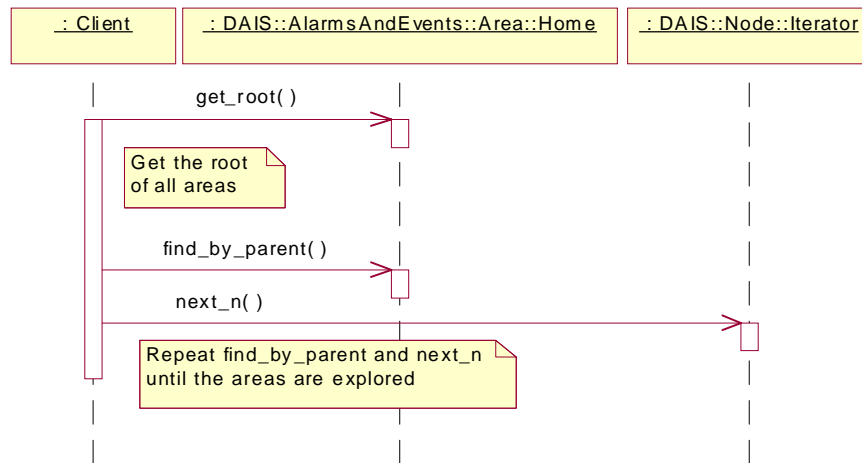 : Client
: DAIS::AlarmsAndEvents::Area::Home
: DAIS::Node::Iterator
get_root( )
Get the root
of all areas
find_by_parent( )
next_n( )
Repeat find_by_parent and next_n
until the areas are explored